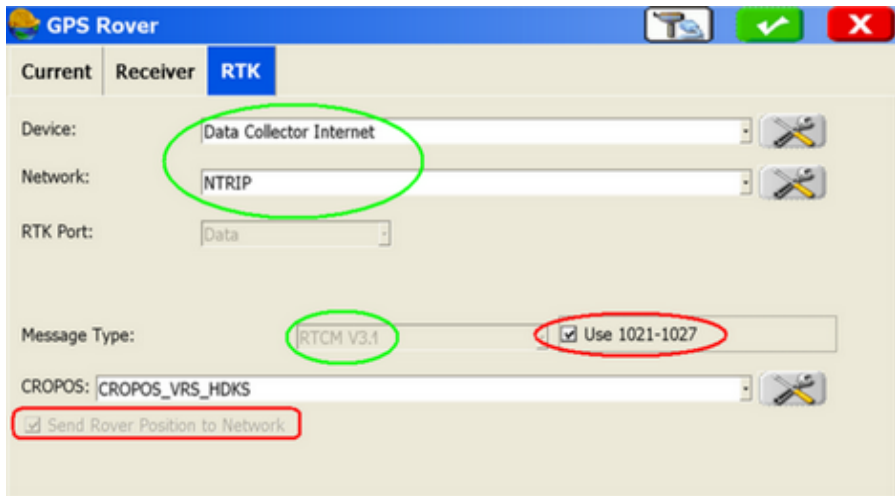 GPS Rover
Current Receiver RTK
Device: Data Collector Internet
Network: NTRIP
RTK Port: Data
Message Type: RTCM V3.1 Use 1021-1027
CROPOS: CROPOS_VRS_HDKS
Send Rover Position to Network